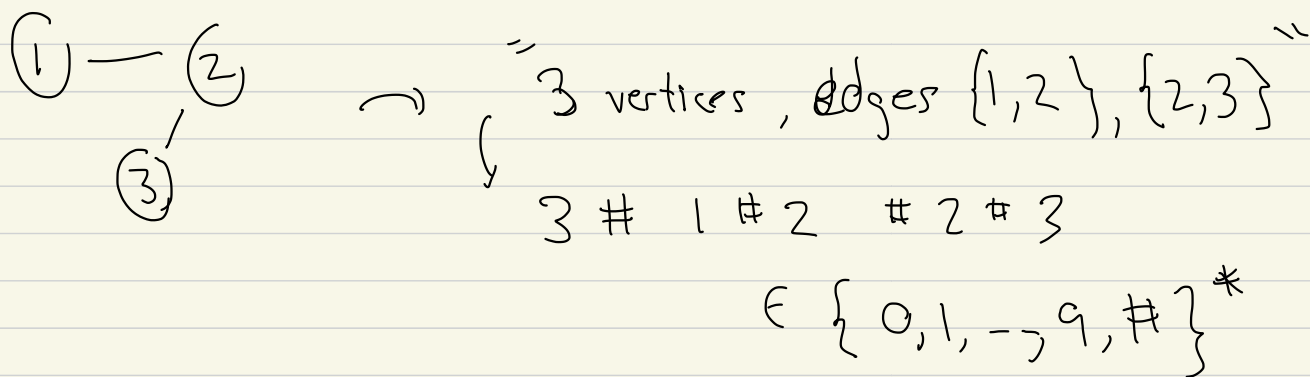 1 — 2 → "3 vertices, edges {1,2}, {2,3}"
3
3 # 1 # 2 # 2 # 3
∈ {0,1,--,9,#}*